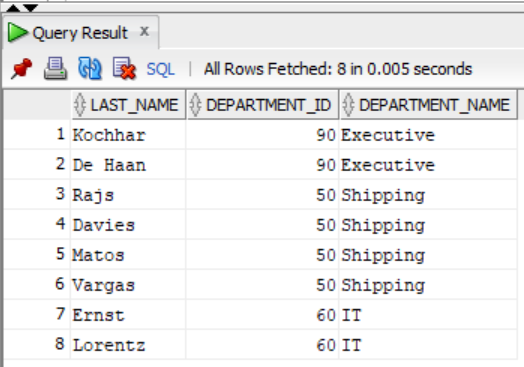 Query Result x
SQL | All Rows Fetched: 8 in 0.005 seconds
LAST_NAME DEPARTMENT_ID DEPARTMENT_NAME
1 Kochhar 90 Executive
2 De Haan 90 Executive
3 Rajs 50 Shipping
4 Davies 50 Shipping
5 Matos 50 Shipping
6 Vargas 50 Shipping
7 Ernst 60 IT
8 Lorentz 60 IT